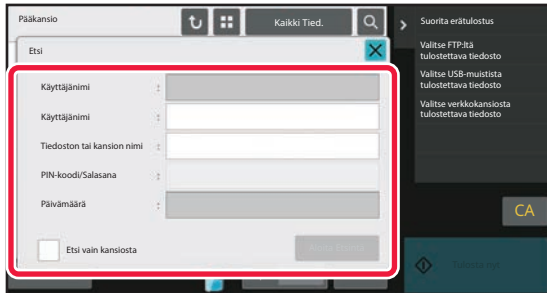 Pääkansio
Kaikki Tied.
Etsi
Käyttäjänimi :
Käyttäjänimi :
Tiedoston tai kansion nimi :
PIN-koodi/Salasana :
Päivämäärä :
Etsi vain kansiosta
Suorita erätulostus
Valitse FTP:ltä
tulostettava tiedosto
Valitse USB-muistista
tulostettava tiedosto
Valitse verkkokansiosta
tulostettava tiedosto
CA